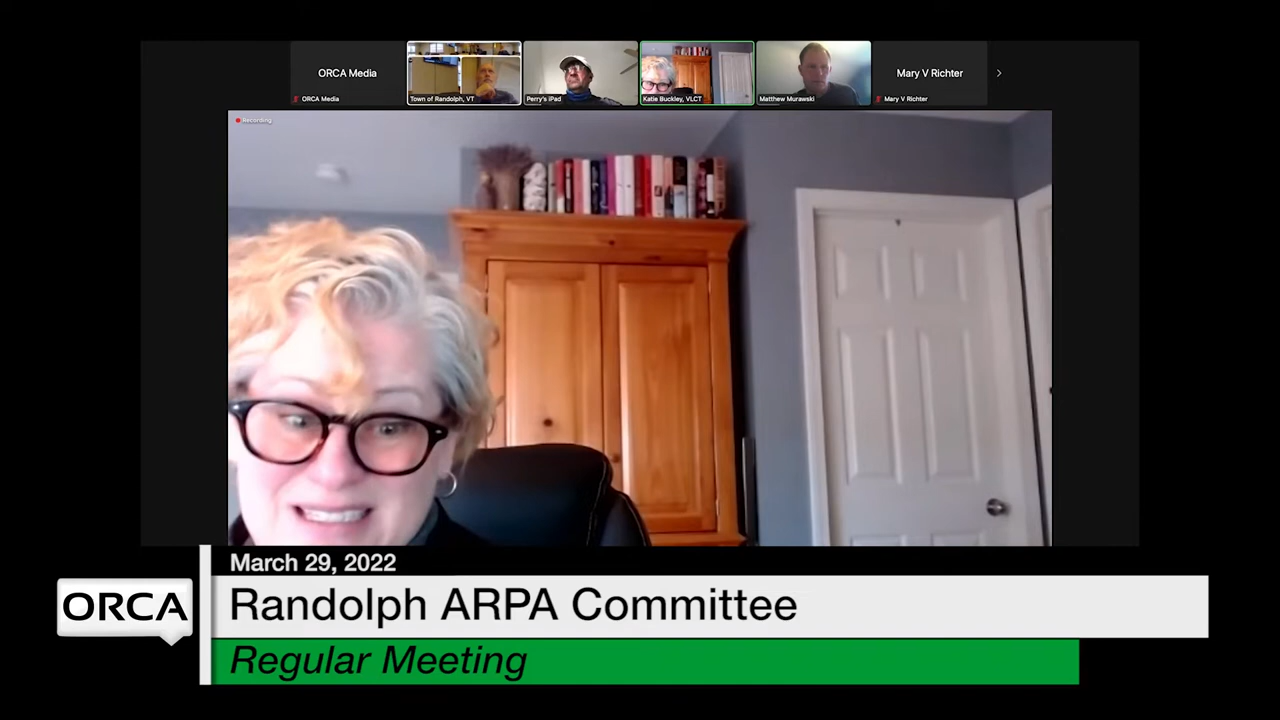 ORCA Media
Mary V Richter
ORCA Media
Town of Randolph, VT
Perry's iPad
Katie Buckley, VLCT
Matthew Murawski
Mary V Richter
Recording
March 29, 2022
ORCA
Randolph ARPA Committee
Regular Meeting